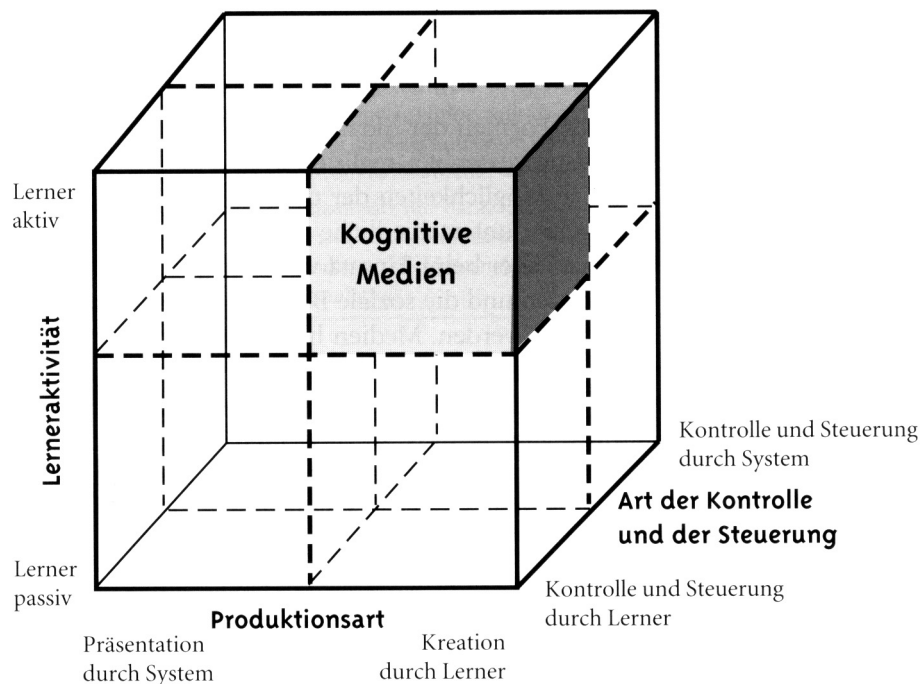 Lerner
aktiv
Kognitive
Medien
Lerneraktivität
Kontrolle und Steuerung
durch System
Art der Kontrolle
und der Steuerung
Lerner
passiv
Kontrolle und Steuerung
durch Lerner
Produktionsart
Präsentation
durch System
Kreation
durch Lerner